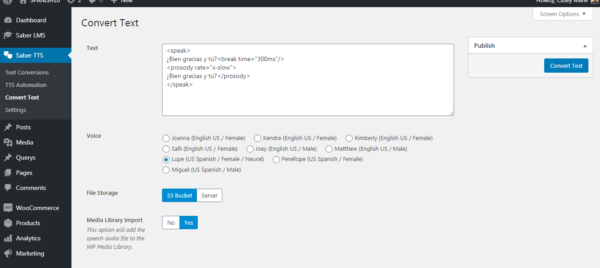 New
Howdy,
Screen Options
Dashboard
Saber LMS
Saber TTS
Text Conversions
TTS Automation
Convert Text
Settings
Posts
Media
Querys
Pages
Comments
WooCommerce
Products
Analytics
Marketing
Convert Text
Text
<speak>
¿Bien gracias y tú?<break time="300ms"/>
<prosody rate="x-slow">
¿Bien gracias y tú?</prosody>
</speak>
Voice
Joanna (English US / Female) Kendra (English US / Female) Kimberly (English US / Female)
Salli (English US / Female) Joey (English US / Male) Matthew (English US / Male)
Lupe (US Spanish / Female / Neural) Penélope (US Spanish / Female)
Miguel (US Spanish / Male)
File Storage
S3 Bucket Server
Media Library Import
This option will add the
speech audio file to the
WP Media Library.
No Yes
Publish
Convert Text